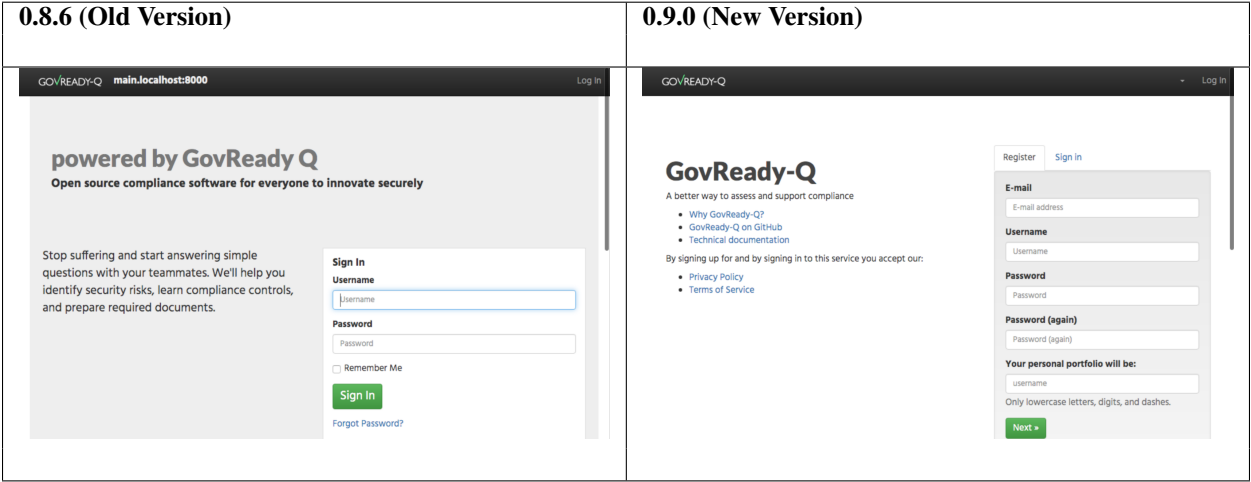 0.8.6 (Old Version)
GOVREADY-Q main.localhost:8000
Log In
powered by GovReady Q
Open source compliance software for everyone to innovate securely
Stop suffering and start answering simple
questions with your teammates. We'll help you
identify security risks, learn compliance controls,
and prepare required documents.
Sign In
Username
Username
Password
Password
Remember Me
Sign In
Forgot Password?
0.9.0 (New Version)
GOVREADY-Q
Log In
GovReady-Q
A better way to assess and support compliance
• Why GovReady-Q?
• GovReady-Q on GitHub
• Technical documentation
By signing up for and by signing in to this service you accept our:
• Privacy Policy
• Terms of Service
Register Sign in
E-mail
E-mail address
Username
Username
Password
Password
Password (again)
Password (again)
Your personal portfolio will be:
username
Only lowercase letters, digits, and dashes.
Next »